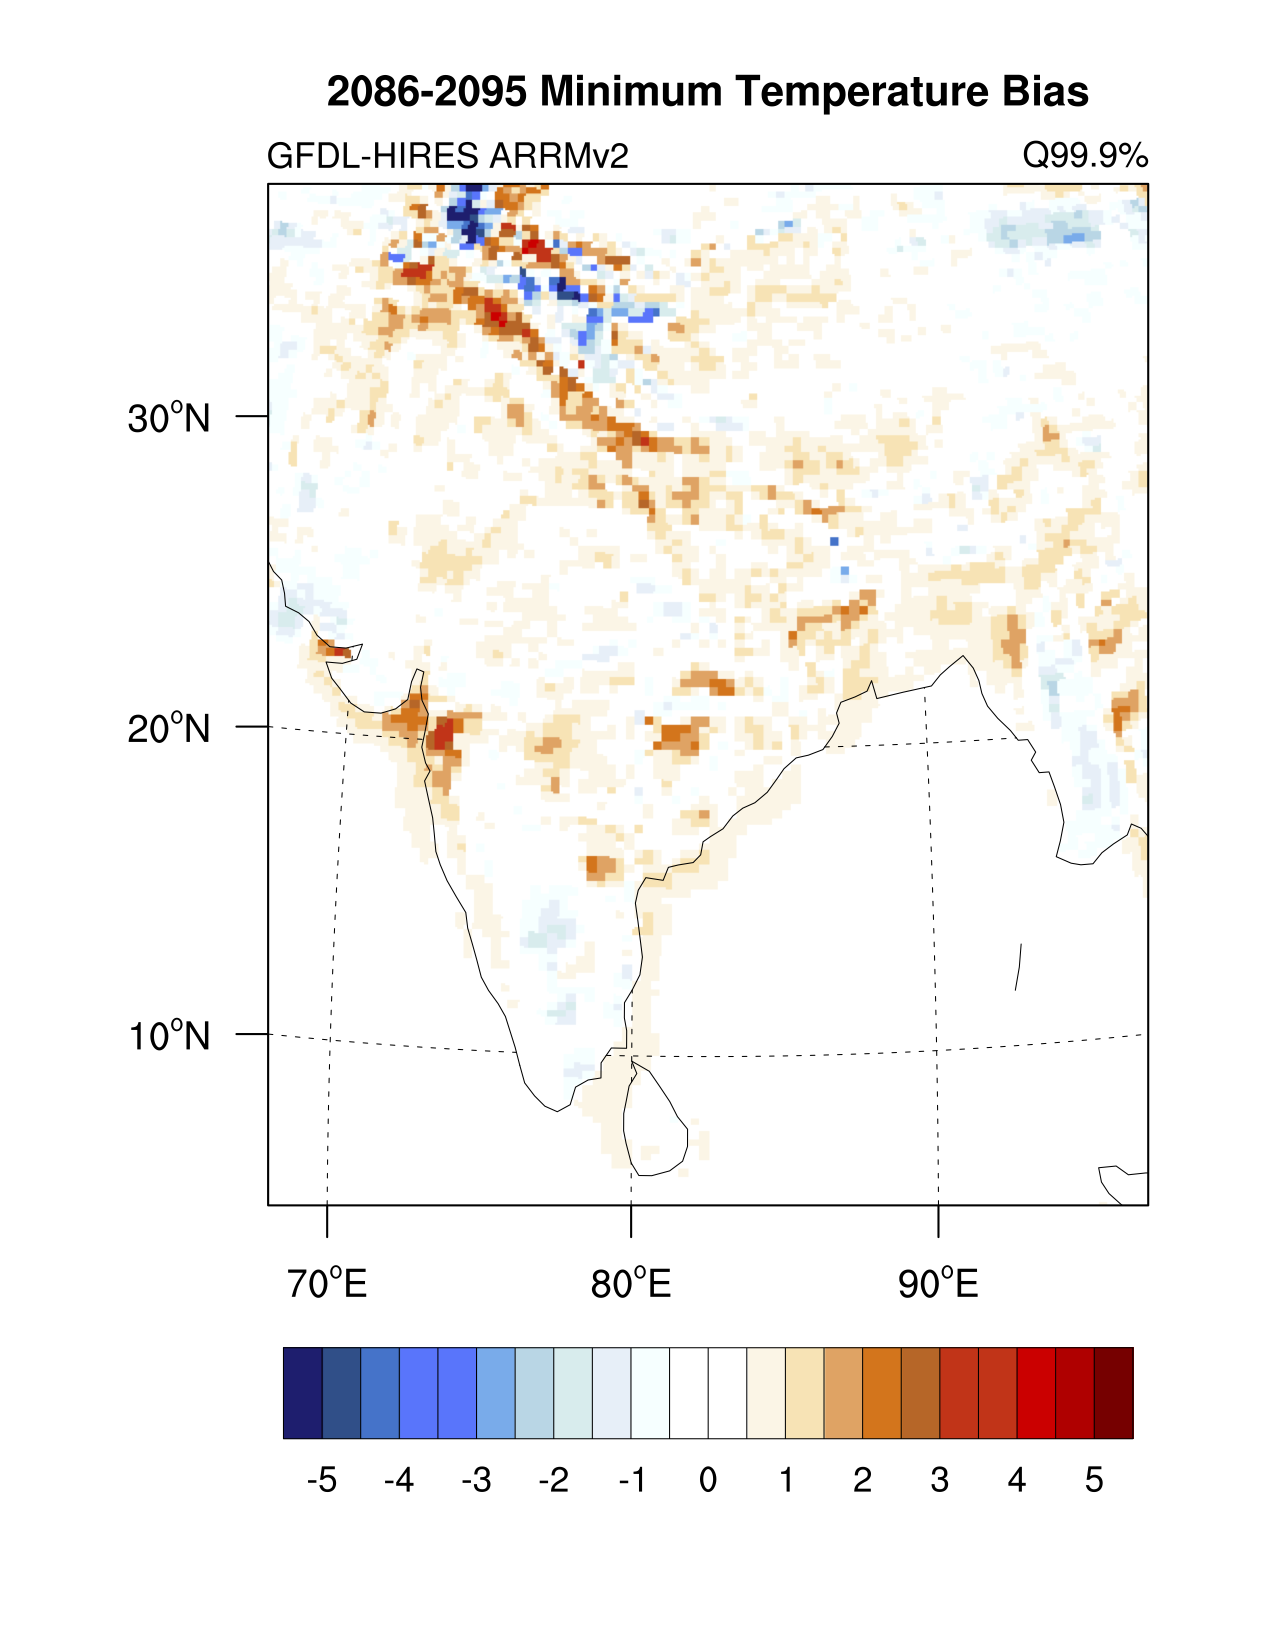 2086-2095 Minimum Temperature Bias
GFDL-HIRES ARRMv2 Q99.9%
30°N
20°N
10°N
70°E 80°E 90°E
-5 -4 -3 -2 -1 0 1 2 3 4 5